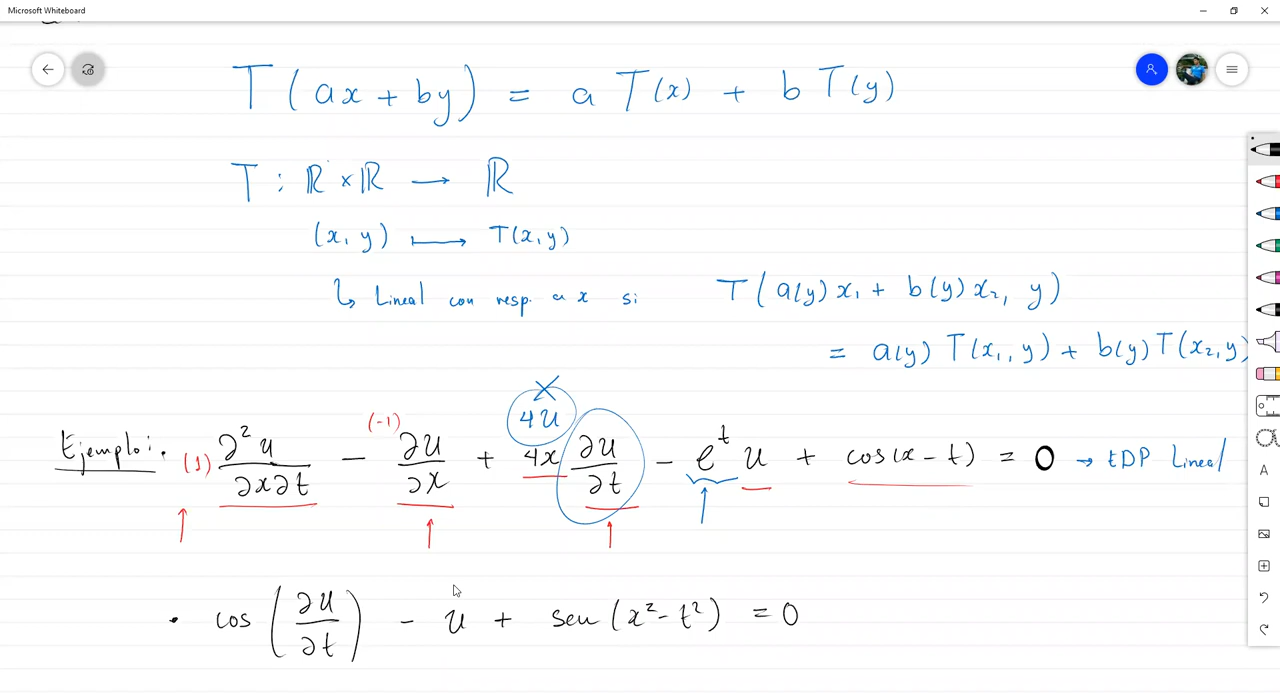 Microsoft Whiteboard
T(ax + by) = a T(x) + b T(y)
T : ℝ × ℝ → ℝ
(x, y) ⟼ T(x, y)
↳ Lineal con resp. a x si T(a(y)x₁ + b(y)x₂, y)
= a(y) T(x₁, y) + b(y) T(x₂, y)
4u
Ejemplo: (1) ∂²u/∂x∂t (-1) − ∂u/∂x + 4x ∂u/∂t − eᵗ u + cos(x − t) = 0 → EDP Lineal
• cos(∂u/∂t) − u + sen(x² − t²) = 0
A